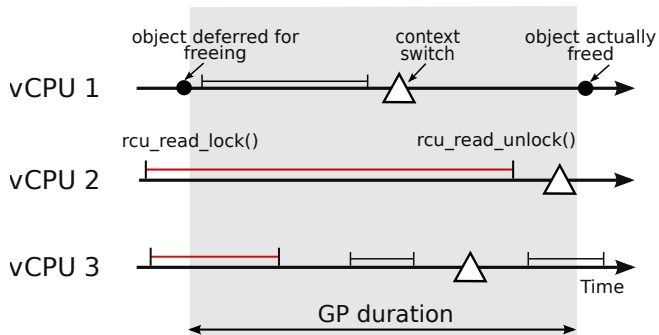 object deferred for
freeing
context
switch
object actually
freed
vCPU 1
rcu_read_lock()
rcu_read_unlock()
vCPU 2
vCPU 3
Time
GP duration